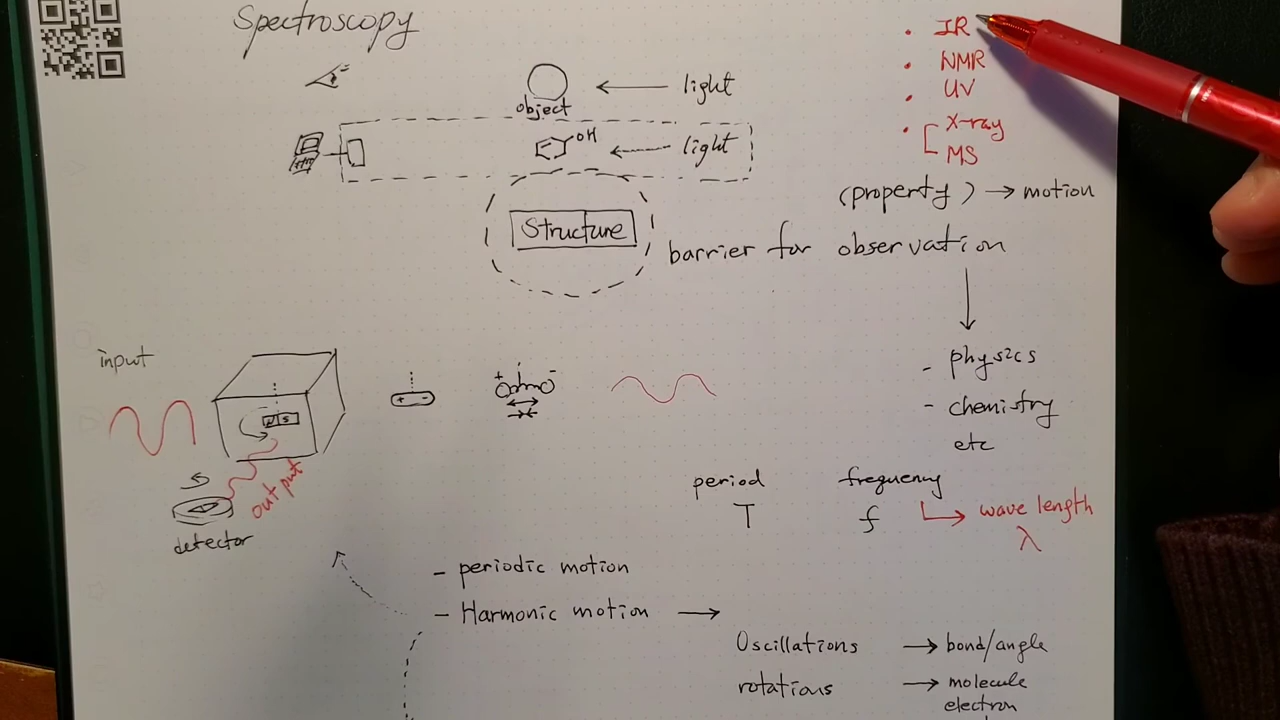 Spectroscopy
• IR
• NMR
• UV
• X-ray
MS
object ← light
OH ← light
(property) → motion
Structure
barrier for observation
- physics
- chemistry
etc
input
N S
+ -
+ -
output
detector
period
T
frequency
f
wave length
λ
- periodic motion
- Harmonic motion →
Oscillations → bond/angle
rotations → molecule
electron